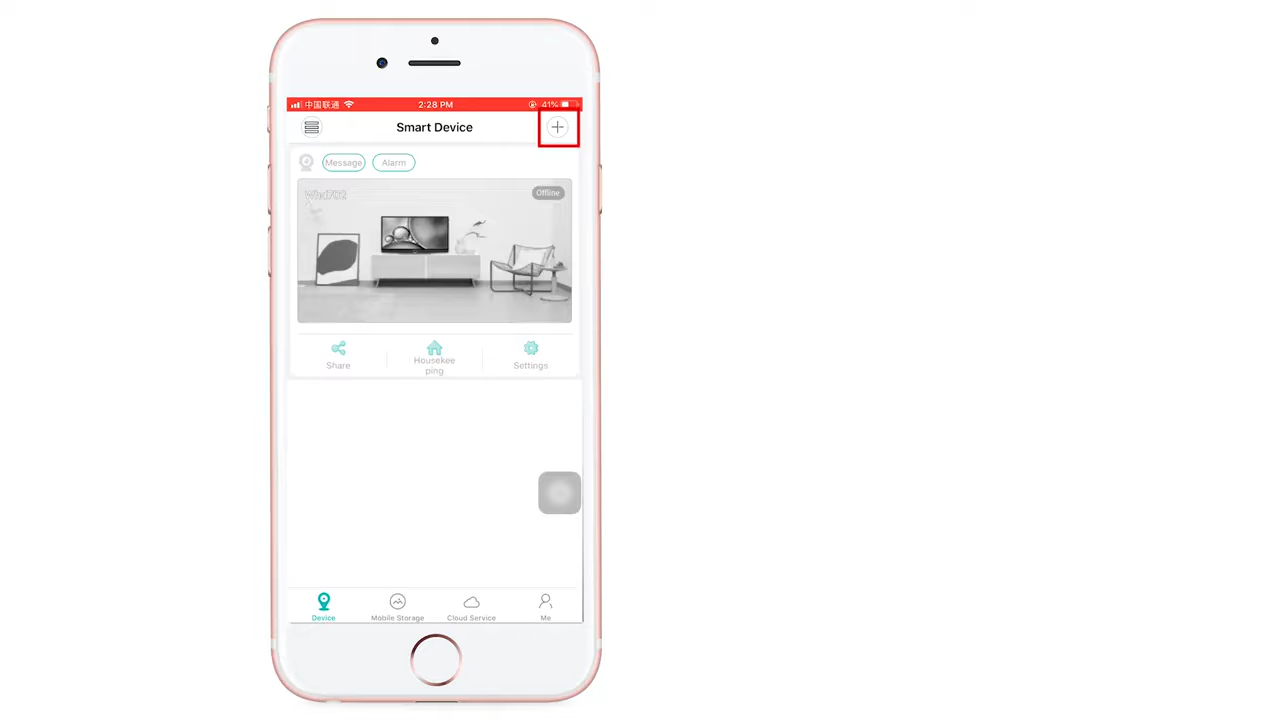 中国联通 2:28 PM 41%
Smart Device
Message Alarm
Offline
Share Housekee Settings
ping
Device Mobile Storage Cloud Service Me